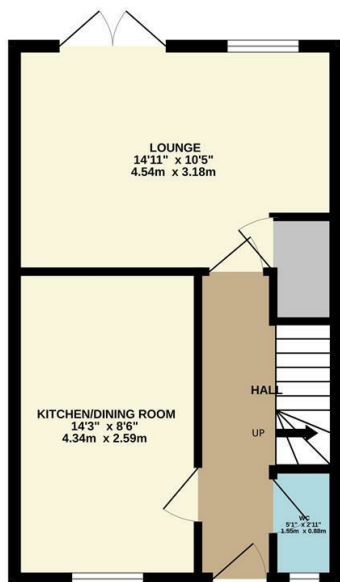 LOUNGE
14'11" x 10'5"
4.54m x 3.18m
HALL
KITCHEN/DINING ROOM
14'3" x 8'6"
4.34m x 2.59m
UP
WC
5'1" x 2'11"
1.55m x 0.88m